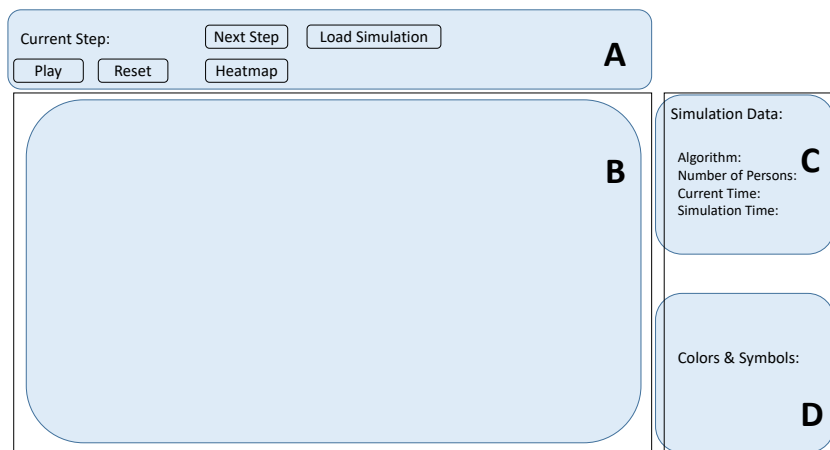 Current Step:
Next Step
Load Simulation
A
Play
Reset
Heatmap
B
Simulation Data:
C
Algorithm:
Number of Persons:
Current Time:
Simulation Time:
Colors & Symbols:
D